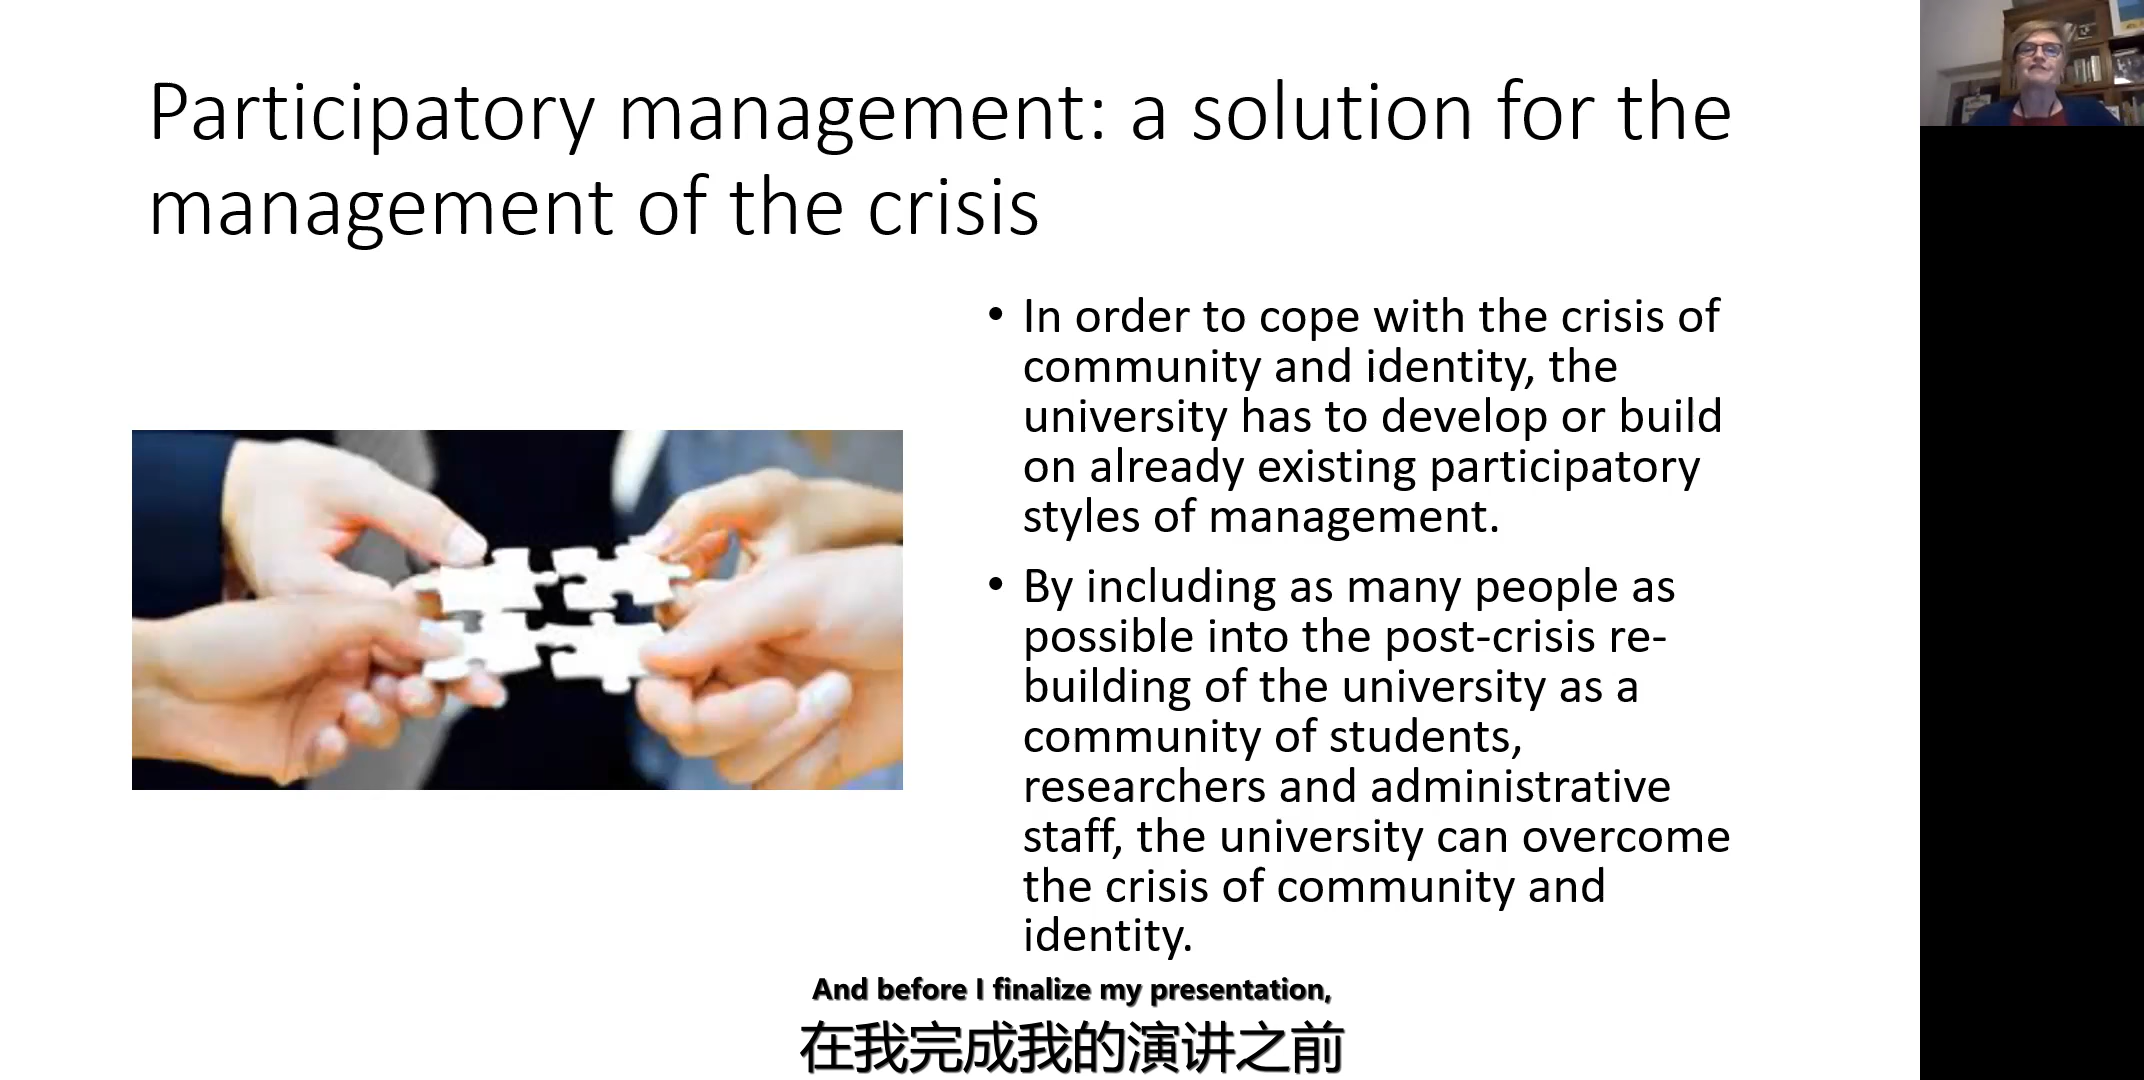 Participatory management: a solution for the
management of the crisis
• In order to cope with the crisis of
community and identity, the
university has to develop or build
on already existing participatory
styles of management.
• By including as many people as
possible into the post-crisis re-
building of the university as a
community of students,
researchers and administrative
staff, the university can overcome
the crisis of community and
identity.
And before I finalize my presentation,
在我完成我的演讲之前